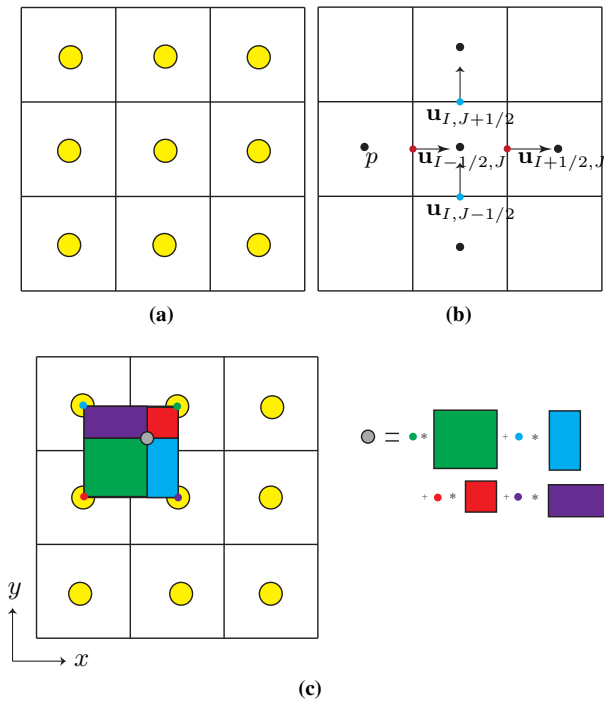 𝐮_{I,J+1/2}
p
𝐮_{I−1/2,J}
𝐮_{I+1/2,J}
𝐮_{I,J−1/2}
(a)
(b)
= * + *
+ * + *
y
x
(c)